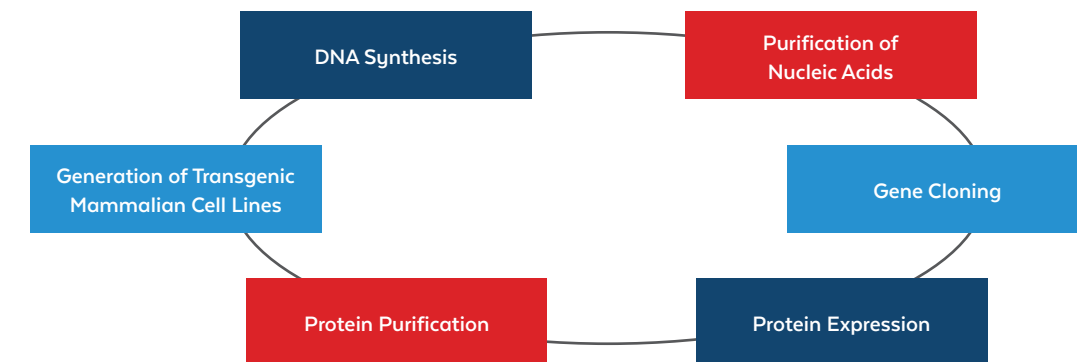 DNA Synthesis
Purification of
Nucleic Acids
Generation of Transgenic
Mammalian Cell Lines
Gene Cloning
Protein Purification
Protein Expression